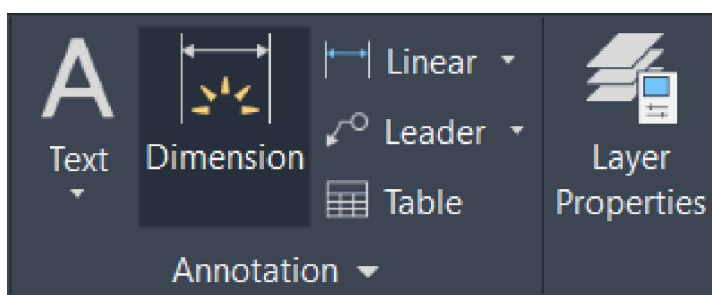 Text
Dimension
Linear
Leader
Table
Annotation
Layer
Properties